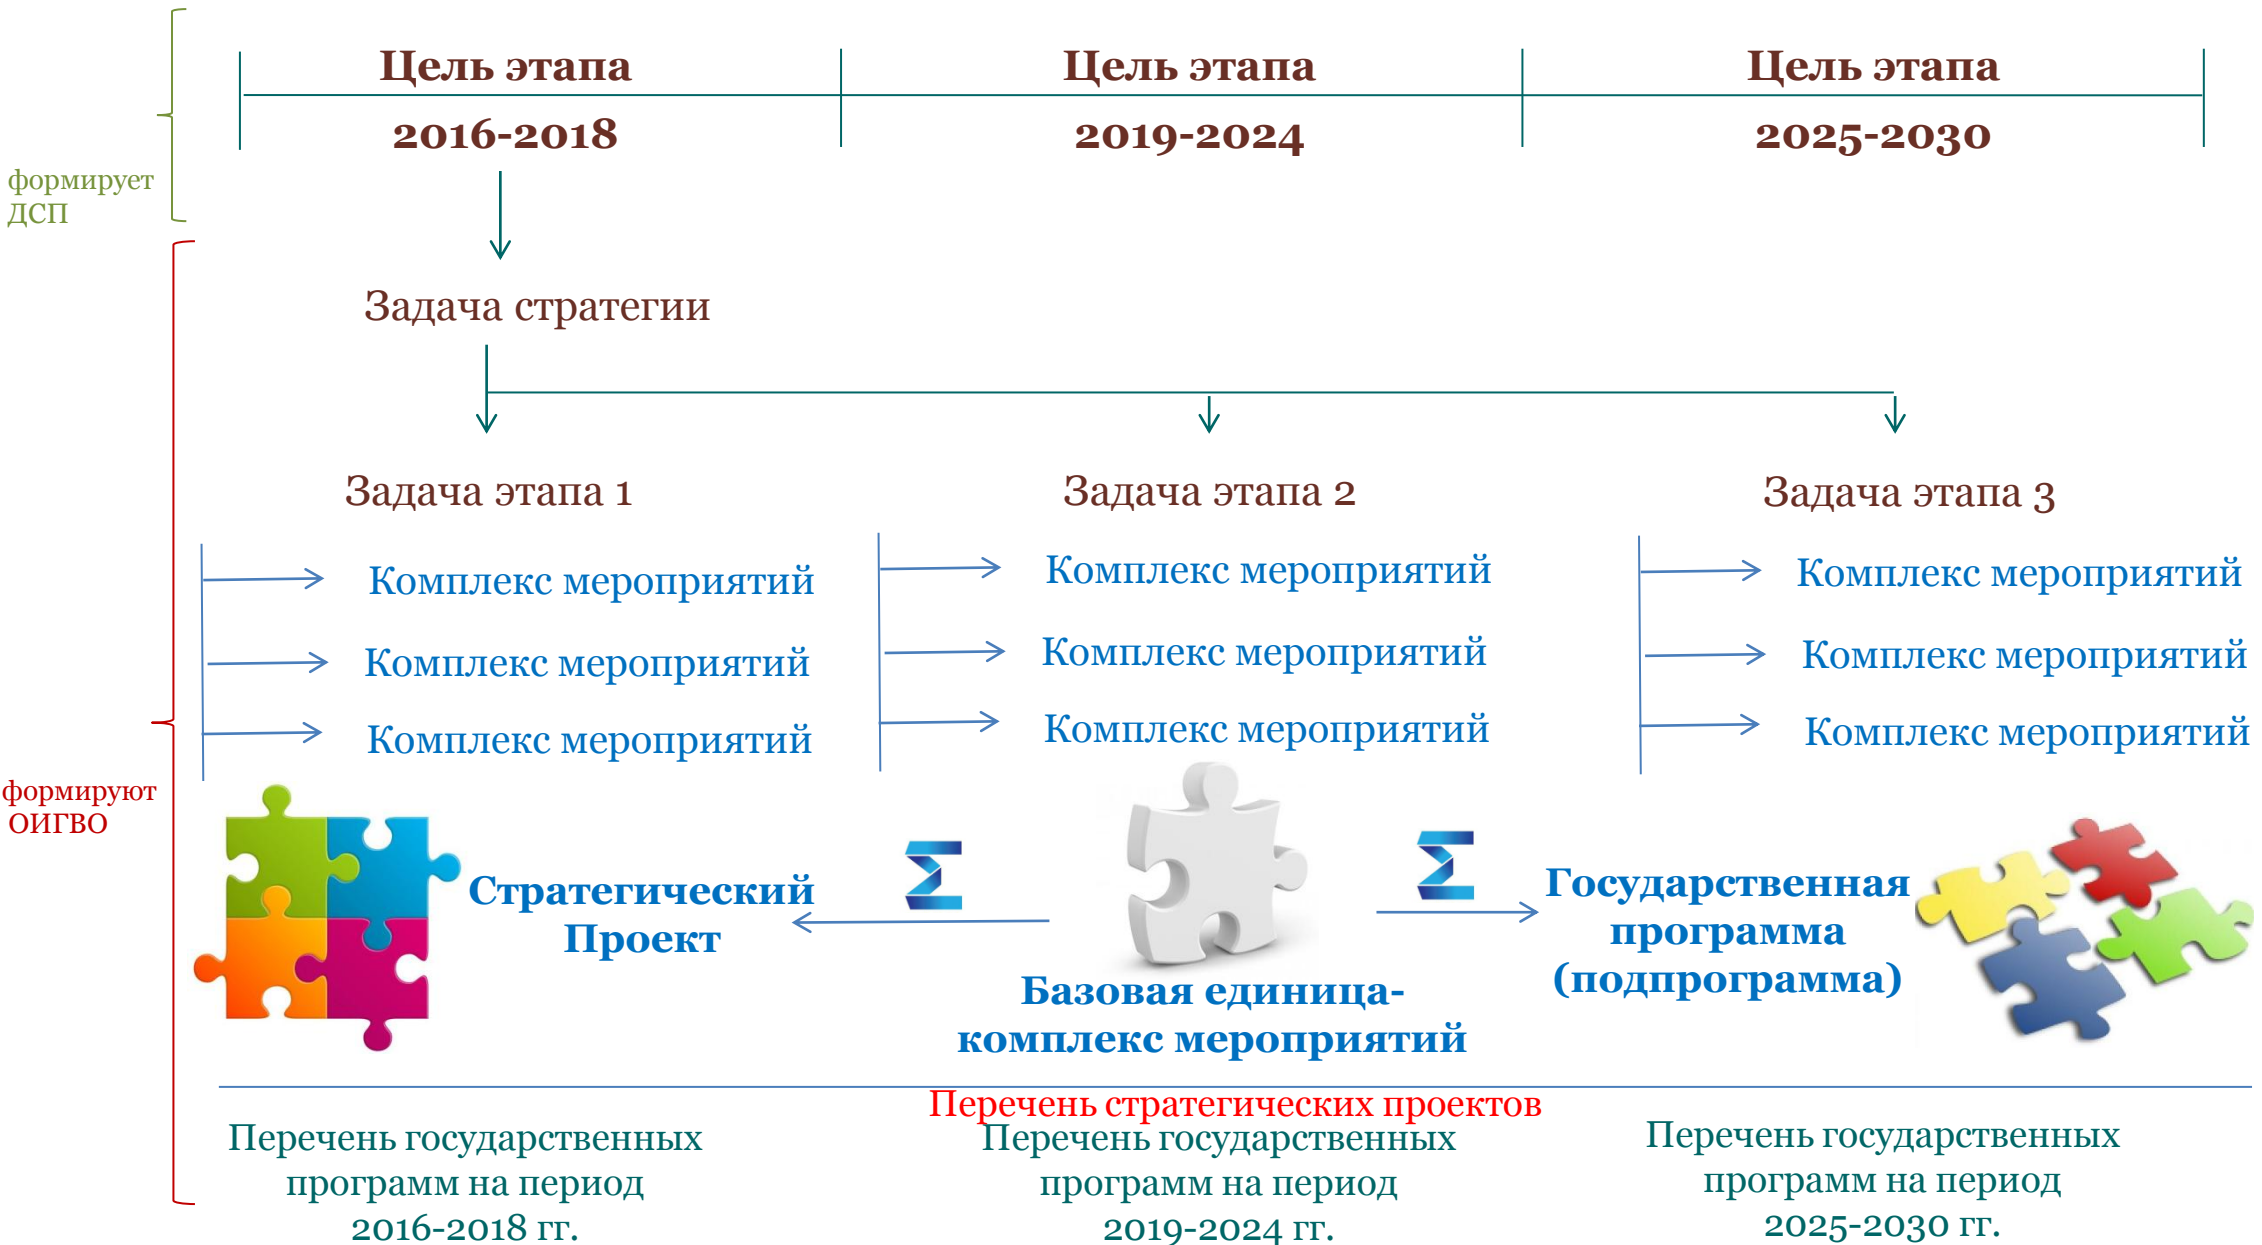 Цель этапа
Цель этапа
Цель этапа
2016-2018
2019-2024
2025-2030
формирует
ДСП
Задача стратегии
Задача этапа 1
Задача этапа 2
Задача этапа 3
Комплекс мероприятий
Комплекс мероприятий
Комплекс мероприятий
Комплекс мероприятий
Комплекс мероприятий
Комплекс мероприятий
Комплекс мероприятий
Комплекс мероприятий
Комплекс мероприятий
формируют
ОИГВО
Стратегический
Проект
Σ
Базовая единица-
комплекс мероприятий
Σ
Государственная
программа
(подпрограмма)
Перечень стратегических проектов
Перечень государственных
программ на период
2016-2018 гг.
Перечень государственных
программ на период
2019-2024 гг.
Перечень государственных
программ на период
2025-2030 гг.